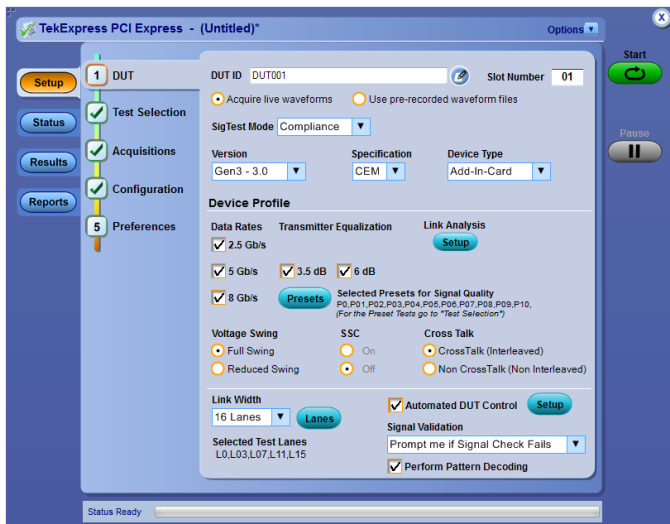 TekExpress PCI Express - (Untitled)*
Options
x
Start
Setup
1 DUT
DUT ID DUT001
Slot Number 01
Acquire live waveforms
Use pre-recorded waveform files
Test Selection
Status
SigTest Mode Compliance
Pause
Acquisitions
Results
Version
Specification
Device Type
Gen3 - 3.0
CEM
Add-In-Card
Configuration
Reports
Device Profile
5 Preferences
Data Rates
Transmitter Equalization
Link Analysis
2.5 Gb/s
Setup
5 Gb/s
3.5 dB
6 dB
8 Gb/s
Presets
Selected Presets for Signal Quality
P0,P01,P02,P03,P04,P05,P06,P07,P08,P09,P10,
(For the Preset Tests go to "Test Selection")
Voltage Swing
SSC
Cross Talk
Full Swing
On
CrossTalk (Interleaved)
Reduced Swing
Off
Non CrossTalk (Non Interleaved)
Link Width
16 Lanes
Lanes
Automated DUT Control
Setup
Signal Validation
Selected Test Lanes
Prompt me if Signal Check Fails
L0,L03,L07,L11,L15
Perform Pattern Decoding
Status Ready